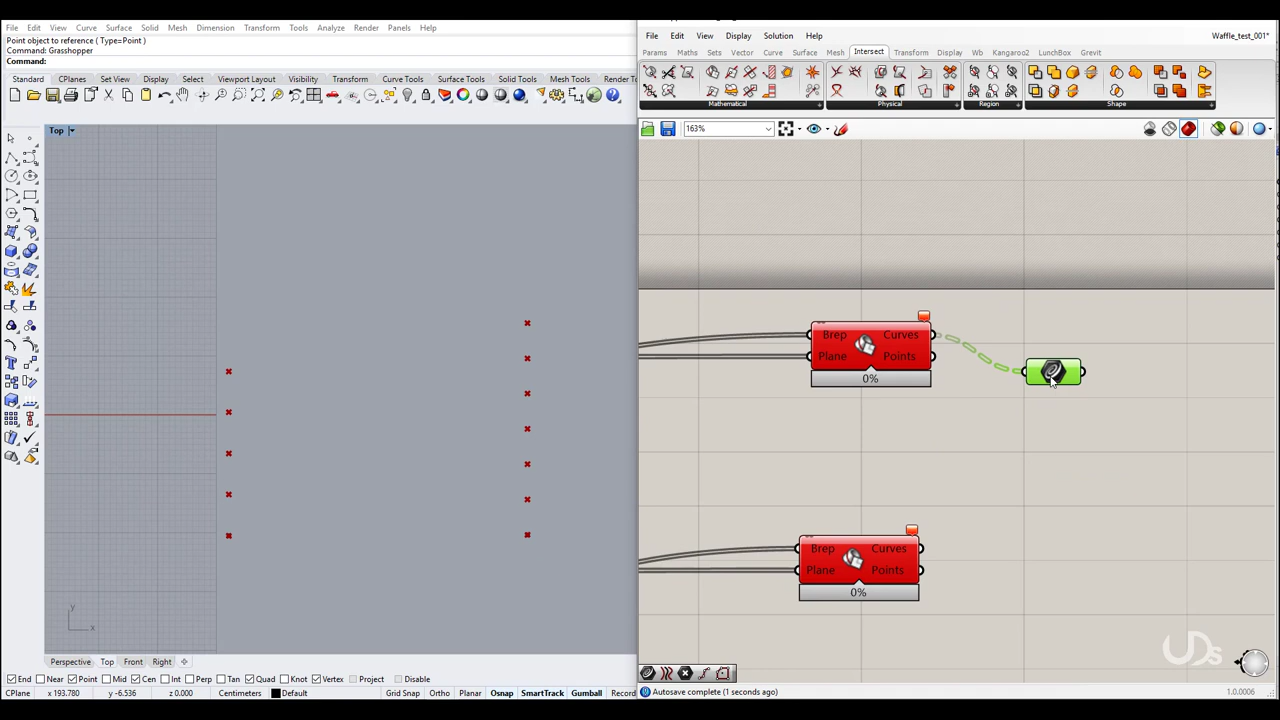 File Edit View Curve Surface Solid Mesh Dimension Transform Tools Analyze Render Panels Help
Point object to reference ( Type=Point )
Command: Grasshopper
Command:
Standard CPlanes Set View Display Select Viewport Layout Visibility Transform Curve Tools Surface Tools Solid Tools Mesh Tools Render To
Top
y
x
Perspective Top Front Right
End Near Point Mid Cen Int Perp Tan Quad Knot Vertex Project Disable
CPlane x 193.780 y -6.536 z 0.000 Centimeters Default Grid Snap Ortho Planar Osnap SmartTrack Gumball Record
File Edit View Display Solution Help Waffle_test_001*
Params Maths Sets Vector Curve Surface Mesh Intersect Transform Display Wb Kangaroo2 LunchBox Grevit
Mathematical Physical Region Shape
163%
Brep Curves
Plane Points
0%
Brep Curves
Plane Points
0%
UDs
Autosave complete (1 seconds ago) 1.0.0006